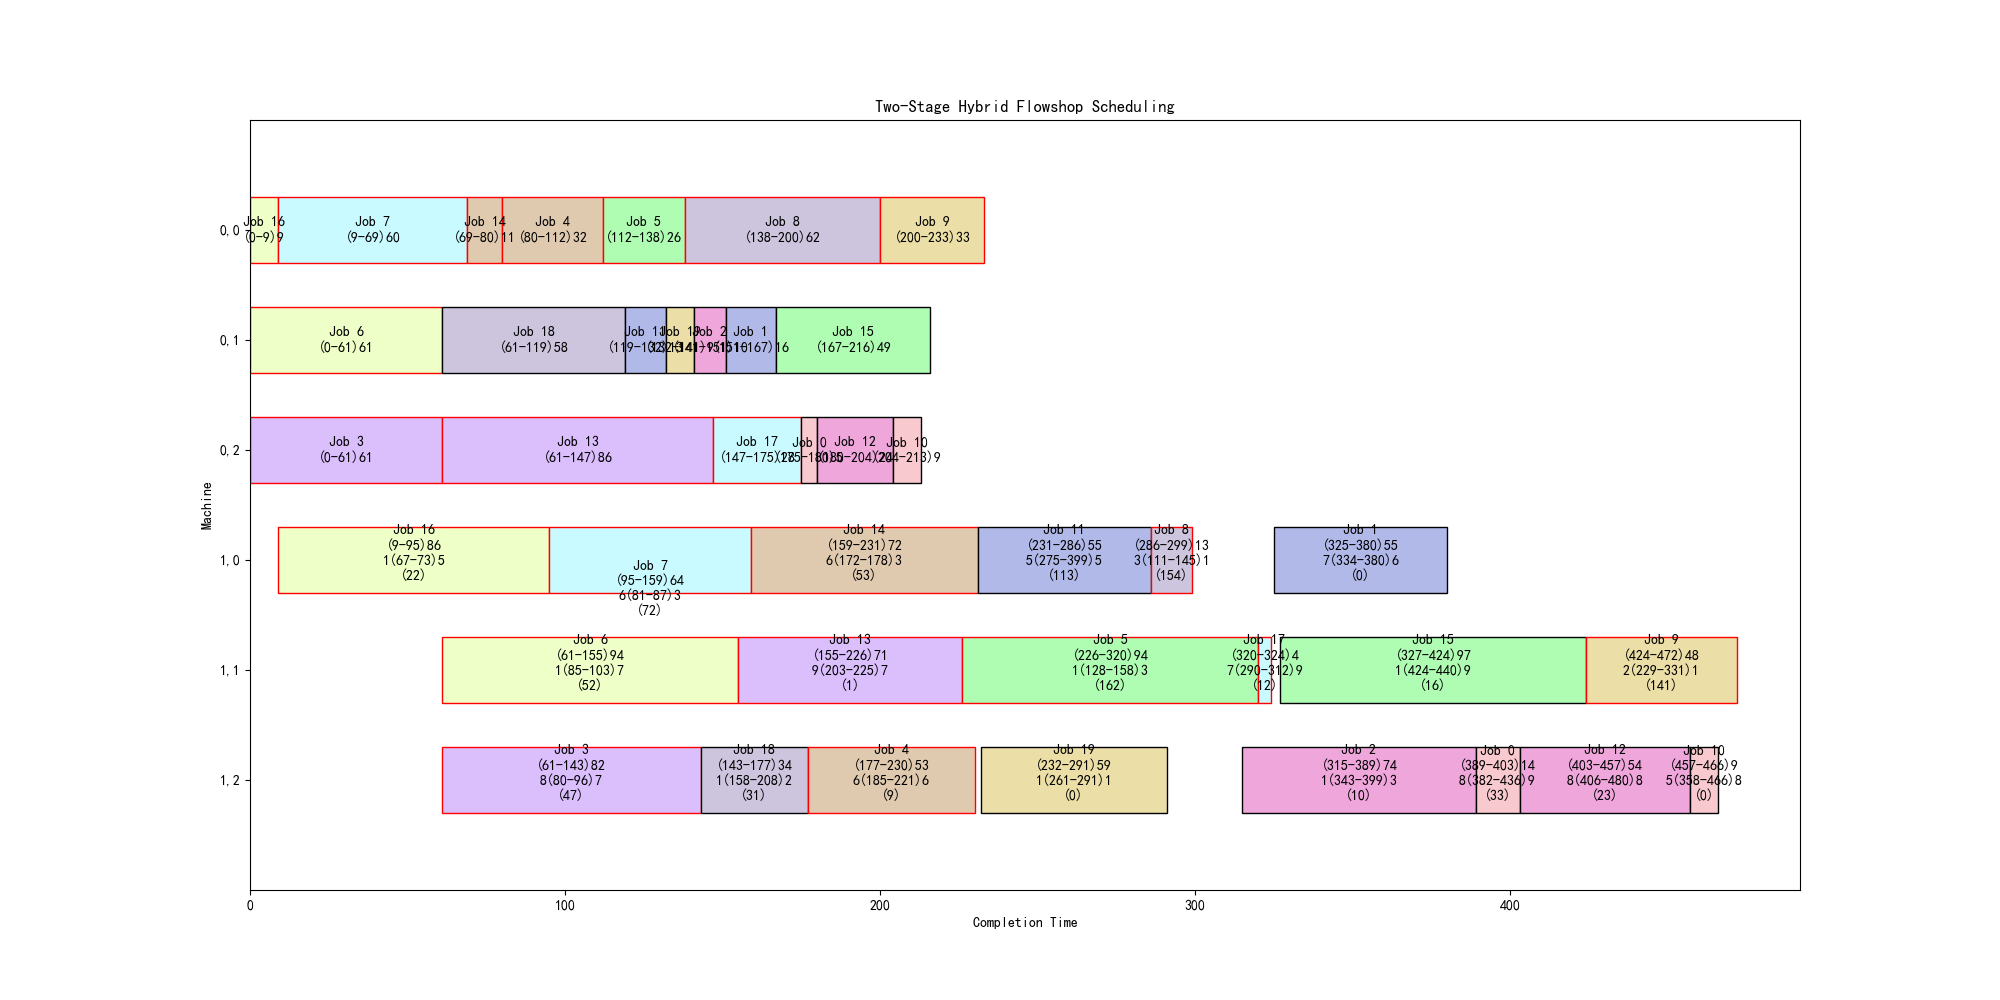 Two-Stage Hybrid Flowshop Scheduling
0,0
Job 16
(0-9)9
Job 7
(9-69)60
Job 14
(69-80)11
Job 4
(80-112)32
Job 5
(112-138)26
Job 8
(138-200)62
Job 9
(200-233)33
0,1
Job 6
(0-61)61
Job 18
(61-119)58
Job 11
Job 19
Job 2
Job 1
(151-167)16
Job 15
(167-216)49
0,2
Job 3
(0-61)61
Job 13
(61-147)86
Job 17
(147-175)28
Job 0
(175-180)5
Job 12
(180-204)24
Job 10
(204-213)9
Machine
1,0
Job 16
(9-95)86
1(67-73)5
(22)
Job 7
(95-159)64
6(81-87)3
(72)
Job 14
(159-231)72
6(172-178)3
(53)
Job 11
(231-286)55
5(275-399)5
(113)
Job 8
(286-299)13
3(111-145)1
(154)
Job 1
(325-380)55
7(334-380)6
(0)
1,1
Job 6
(61-155)94
1(85-103)7
(52)
Job 13
(155-226)71
9(203-225)7
(1)
Job 5
(226-320)94
1(128-158)3
(162)
Job 17
(320-324)4
7(290-312)9
(12)
Job 15
(327-424)97
1(424-440)9
(16)
Job 9
(424-472)48
2(229-331)1
(141)
1,2
Job 3
(61-143)82
8(80-96)7
(47)
Job 18
(143-177)34
1(158-208)2
(31)
Job 4
(177-230)53
6(185-221)6
(9)
Job 19
(232-291)59
1(261-291)1
(0)
Job 2
(315-389)74
1(343-399)3
(10)
Job 0
(389-403)14
8(382-436)9
(33)
Job 12
(403-457)54
8(406-480)8
(23)
Job 10
(457-466)9
5(358-466)8
(0)
0
100
200
300
400
Completion Time